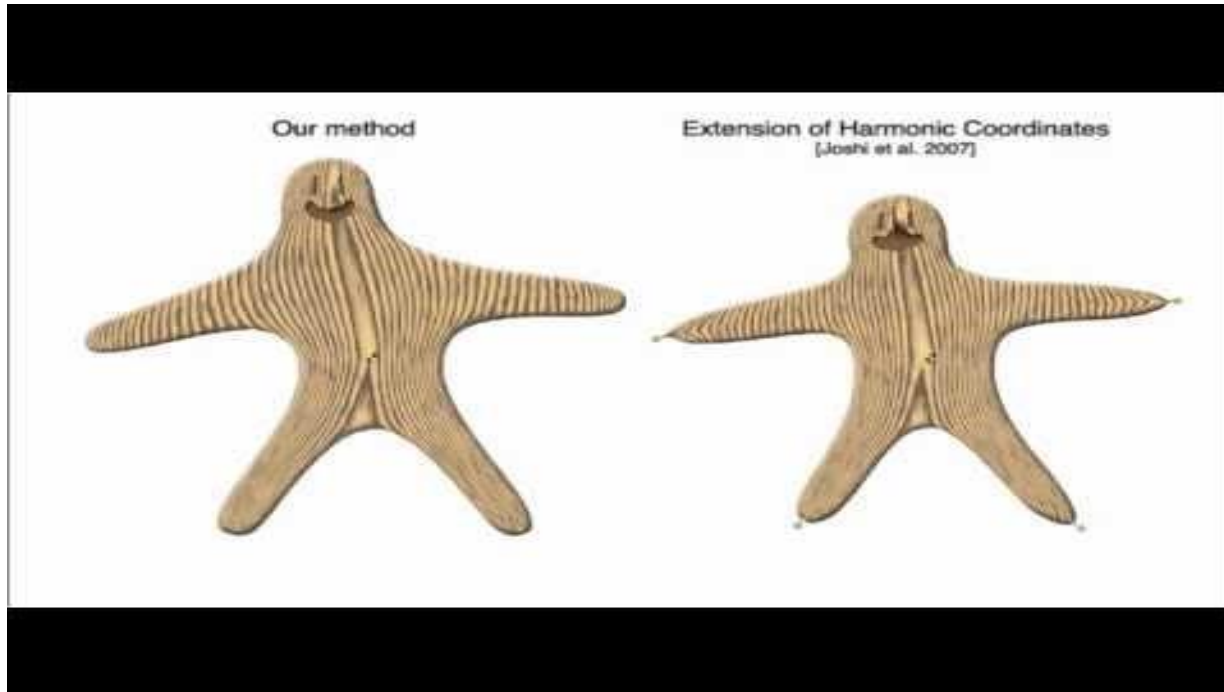 Our method
Extension of Harmonic Coordinates
[Joshi et al. 2007]